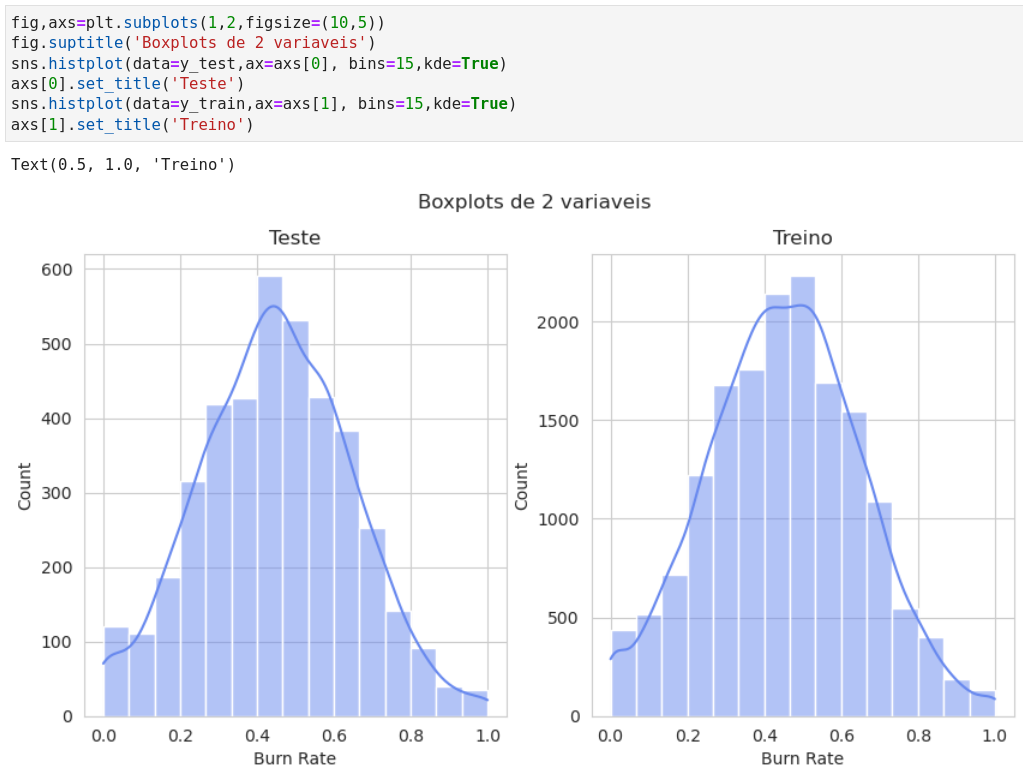 fig,axs=plt.subplots(1,2,figsize=(10,5))
fig.suptitle('Boxplots de 2 variaveis')
sns.histplot(data=y_test,ax=axs[0], bins=15,kde=True)
axs[0].set_title('Teste')
sns.histplot(data=y_train,ax=axs[1], bins=15,kde=True)
axs[1].set_title('Treino')
Text(0.5, 1.0, 'Treino')
Boxplots de 2 variaveis
Teste
600
500
400
300
200
100
0
Count
0.0 0.2 0.4 0.6 0.8 1.0
Burn Rate
Treino
2000
1500
1000
500
0
Count
0.0 0.2 0.4 0.6 0.8 1.0
Burn Rate